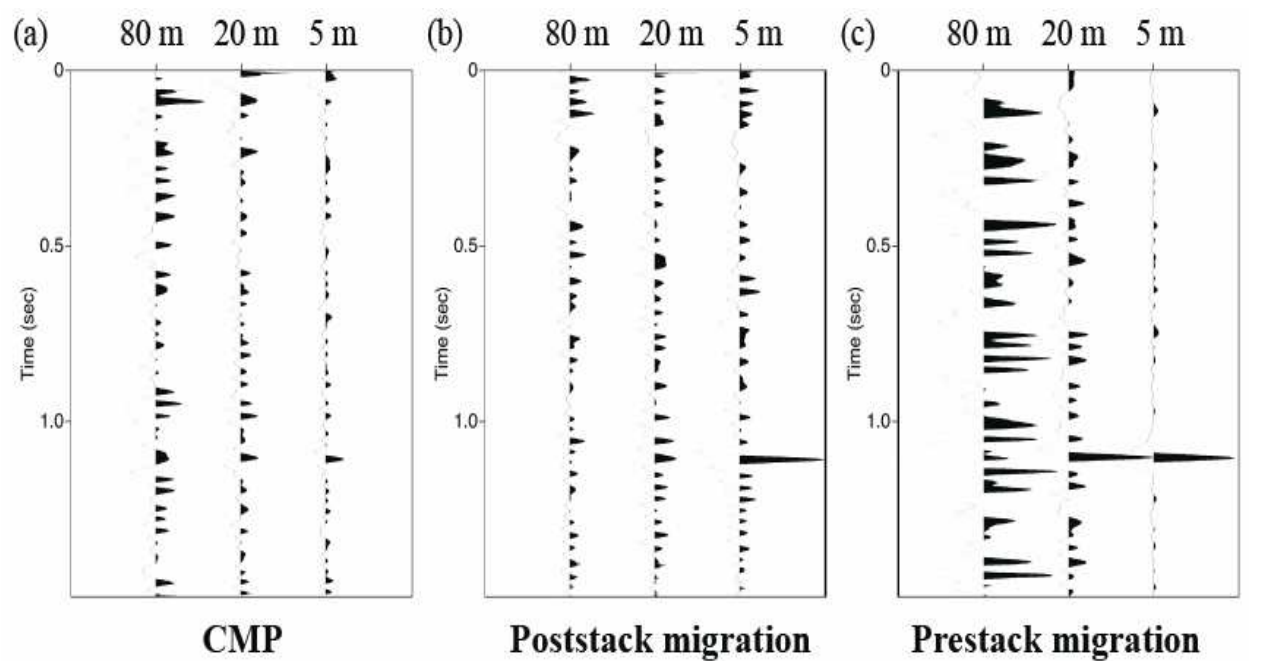 (a) 80 m 20 m 5 m
0
0.5
1.0
Time (sec)
CMP
(b) 80 m 20 m 5 m
0
0.5
1.0
Time (sec)
Poststack migration
(c) 80 m 20 m 5 m
0
0.5
1.0
Time (sec)
Prestack migration